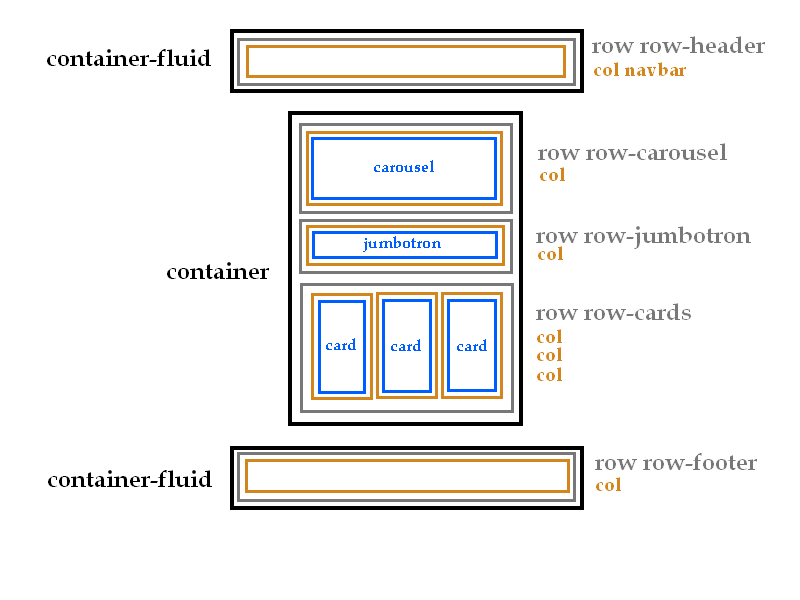 container-fluid
row row-header
col navbar
carousel
row row-carousel
col
jumbotron
row row-jumbotron
col
container
card
card
card
row row-cards
col
col
col
container-fluid
row row-footer
col